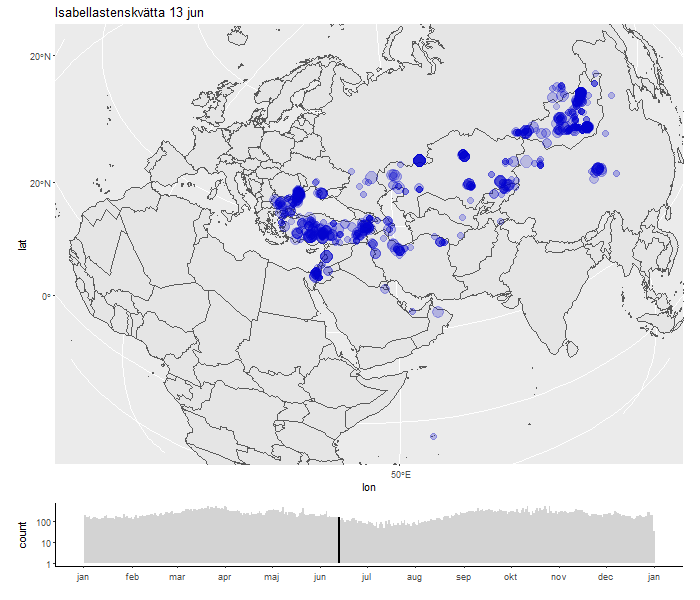 Isabellastenskvätta 13 jun
20°N
20°N
0°
lat
50°E
lon
count
100
10
1
jan feb mar apr maj jun jul aug sep okt nov dec jan